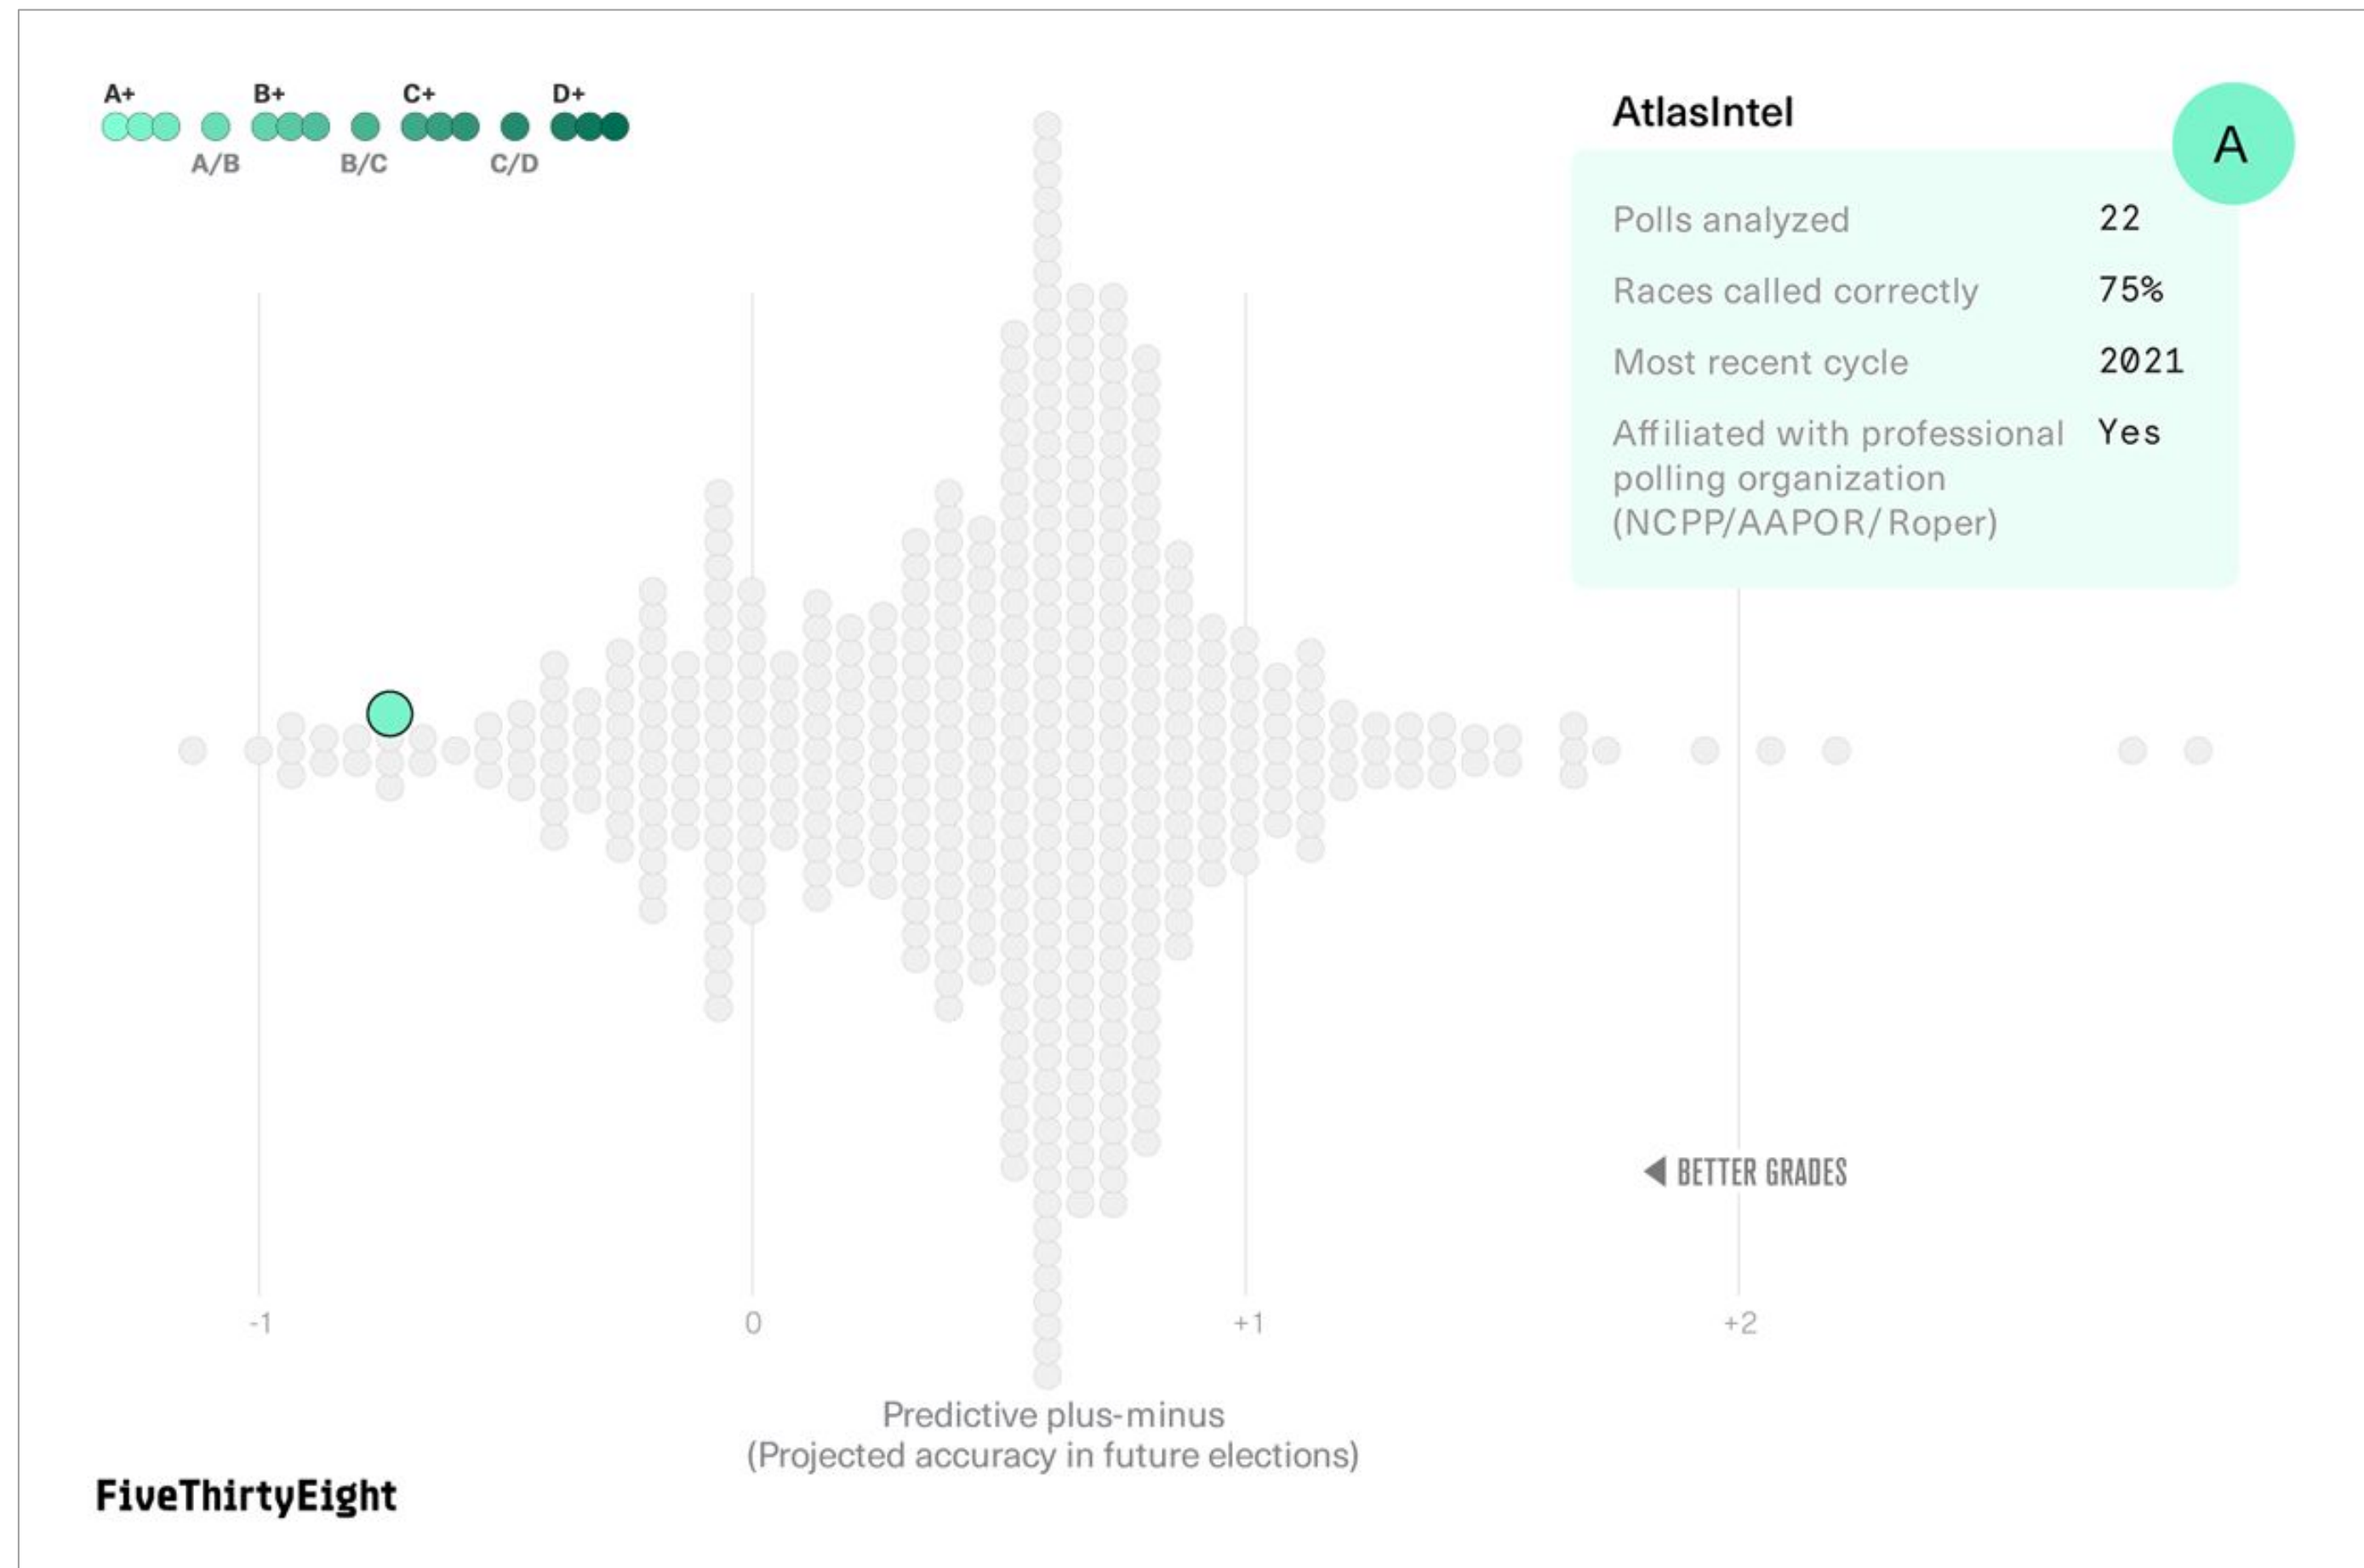 A+ B+ C+ D+
A/B B/C C/D
AtlasIntel
A
Polls analyzed 22
Races called correctly 75%
Most recent cycle 2021
Affiliated with professional Yes
polling organization
(NCPP/AAPOR/Roper)
BETTER GRADES
-1 0 +1 +2
Predictive plus-minus
(Projected accuracy in future elections)
FiveThirtyEight